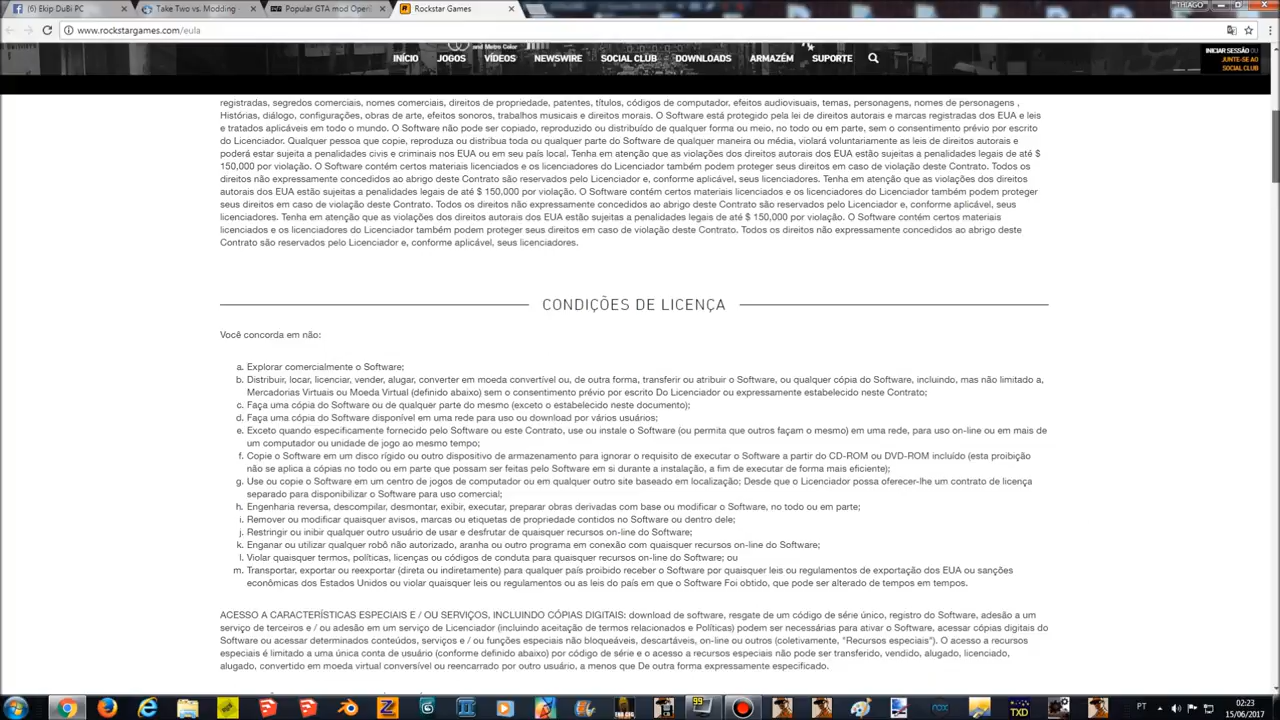 (6) Ekip DuBi PC
Take Two vs. Modding -
Popular GTA mod OpenI
Rockstar Games
THIAGO
www.rockstargames.com/eula
and Metro Color
INÍCIO JOGOS VÍDEOS NEWSWIRE SOCIAL CLUB DOWNLOADS ARMAZÉM SUPORTE
INICIAR SESSÃO OU
JUNTE-SE AO
SOCIAL CLUB
registradas, segredos comerciais, nomes comerciais, direitos de propriedade, patentes, títulos, códigos de computador. efeitos audiovisuais, temas, personagens, nomes de personagens ,
Histórias, diálogo, configurações, obras de arte, efeitos sonoros, trabalhos musicais e direitos morais. O Software está protegido pela lei de direitos autorais e marcas registradas dos EUA e leis
e tratados aplicáveis em todo o mundo. O Software não pode ser copiado, reproduzido ou distribuído de qualquer forma ou meio, no todo ou em parte, sem o consentimento prévio por escrito
do Licenciador. Qualquer pessoa que copie, reproduza ou distribua toda ou qualquer parte do Software de qualquer maneira ou média, violará voluntariamente as leis de direitos autorais e
poderá estar sujeita a penalidades civis e criminais nos EUA ou em seu país local. Tenha em atenção que as violações dos direitos autorais dos EUA estão sujeitas a penalidades legais de até $
150,000 por violação. O Software contém certos materiais licenciados e os licenciadores do Licenciador também podem proteger seus direitos em caso de violação deste Contrato. Todos os
direitos não expressamente concedidos ao abrigo deste Contrato são reservados pelo Licenciador e, conforme aplicável, seus licenciadores. Tenha em atenção que as violações dos direitos
autorais dos EUA estão sujeitas a penalidades legais de até $ 150,000 por violação. O Software contém certos materiais licenciados e os licenciadores do Licenciador também podem proteger
seus direitos em caso de violação deste Contrato. Todos os direitos não expressamente concedidos ao abrigo deste Contrato são reservados pelo Licenciador e, conforme aplicável, seus
licenciadores. Tenha em atenção que as violações dos direitos autorais dos EUA estão sujeitas a penalidades legais de até $ 150,000 por violação. O Software contém certos materiais
licenciados e os licenciadores do Licenciador também podem proteger seus direitos em caso de violação deste Contrato. Todos os direitos não expressamente concedidos ao abrigo deste
Contrato são reservados pelo Licenciador e, conforme aplicável, seus licenciadores.
CONDIÇÕES DE LICENÇA
Você concorda em não:
a. Explorar comercialmente o Software;
b. Distribuir, locar, licenciar, vender, alugar, converter em moeda convertível ou, de outra forma, transferir ou atribuir o Software, ou qualquer cópia do Software, incluindo, mas não limitado a,
Mercadorias Virtuais ou Moeda Virtual (definido abaixo) sem o consentimento prévio por escrito Do Licenciador ou expressamente estabelecido neste Contrato;
c. Faça uma cópia do Software ou de qualquer parte do mesmo (exceto o estabelecido neste documento);
d. Faça uma cópia do Software disponível em uma rede para uso ou download por vários usuários;
e. Exceto quando especificamente fornecido pelo Software ou este Contrato, use ou instale o Software (ou permita que outros façam o mesmo) em uma rede, para uso on-line ou em mais de
um computador ou unidade de jogo ao mesmo tempo;
f. Copie o Software em um disco rígido ou outro dispositivo de armazenamento para ignorar o requisito de executar o Software a partir do CD-ROM ou DVD-ROM incluído (esta proibição
não se aplica a cópias no todo ou em parte que possam ser feitas pelo Software em si durante a instalação, a fim de executar de forma mais eficiente);
g. Use ou copie o Software em um centro de jogos de computador ou em qualquer outro site baseado em localização; Desde que o Licenciador possa oferecer-lhe um contrato de licença
separado para disponibilizar o Software para uso comercial;
h. Engenharia reversa, descompilar, desmontar, exibir, executar, preparar obras derivadas com base ou modificar o Software, no todo ou em parte;
i. Remover ou modificar quaisquer avisos, marcas ou etiquetas de propriedade contidos no Software ou dentro dele;
j. Restringir ou inibir qualquer outro usuário de usar e desfrutar de quaisquer recursos on-line do Software;
k. Enganar ou utilizar qualquer robô não autorizado, aranha ou outro programa em conexão com quaisquer recursos on-line do Software;
l. Violar quaisquer termos, políticas, licenças ou códigos de conduta para quaisquer recursos on-line do Software; ou
m. Transportar, exportar ou reexportar (direta ou indiretamente) para qualquer país proibido receber o Software por quaisquer leis ou regulamentos de exportação dos EUA ou sanções
econômicas dos Estados Unidos ou violar quaisquer leis ou regulamentos ou as leis do país em que o Software Foi obtido, que pode ser alterado de tempos em tempos.
ACESSO A CARACTERÍSTICAS ESPECIAIS E / OU SERVIÇOS, INCLUINDO CÓPIAS DIGITAIS: download de software, resgate de um código de série único, registro do Software, adesão a um
serviço de terceiros e / ou adesão em um serviço de Licenciador (incluindo aceitação de termos relacionados e Políticas) podem ser necessárias para ativar o Software, acessar cópias digitais do
Software ou acessar determinados conteúdos, serviços e / ou funções especiais não bloqueáveis, descartáveis, on-line ou outros (coletivamente, "Recursos especiais"). O acesso a recursos
especiais é limitado a uma única conta de usuário (conforme definido abaixo) por código de série e o acesso a recursos especiais não pode ser transferido, vendido, alugado, licenciado,
alugado, convertido em moeda virtual conversível ou reencarrado por outro usuário, a menos que De outra forma expressamente especificado.
99
TXD
PT
02:23
15/06/2017